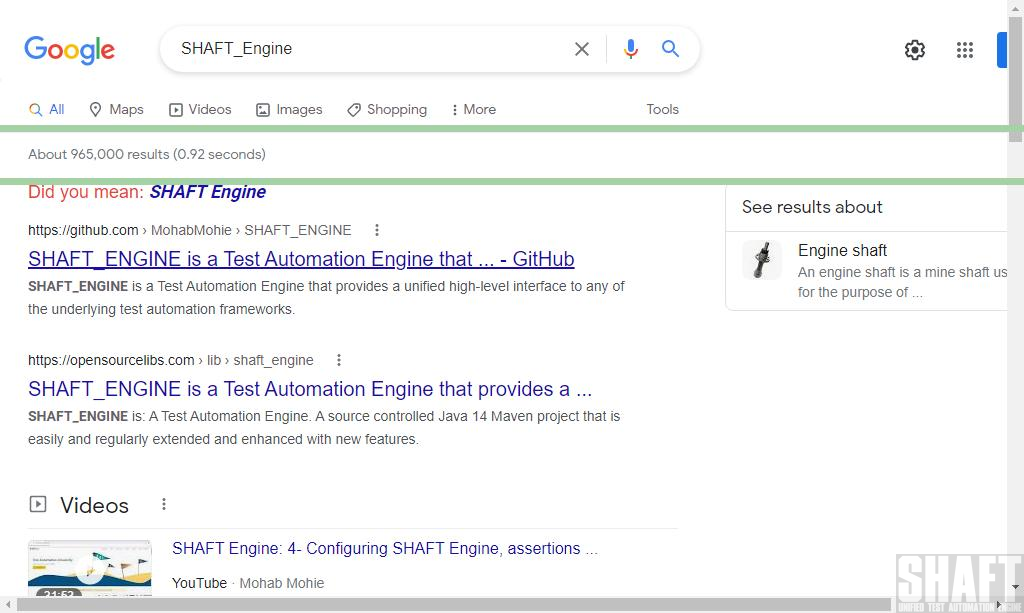 Google
SHAFT_Engine
All
Maps
Videos
Images
Shopping
More
Tools
About 965,000 results (0.92 seconds)
Did you mean: SHAFT Engine
https://github.com › MohabMohie › SHAFT_ENGINE
SHAFT_ENGINE is a Test Automation Engine that ... - GitHub
SHAFT_ENGINE is a Test Automation Engine that provides a unified high-level interface to any of
the underlying test automation frameworks.
https://opensourcelibs.com › lib › shaft_engine
SHAFT_ENGINE is a Test Automation Engine that provides a ...
SHAFT_ENGINE is: A Test Automation Engine. A source controlled Java 14 Maven project that is
easily and regularly extended and enhanced with new features.
Videos
SHAFT Engine: 4- Configuring SHAFT Engine, assertions ...
YouTube · Mohab Mohie
See results about
Engine shaft
An engine shaft is a mine shaft us
for the purpose of ...
SHAFT